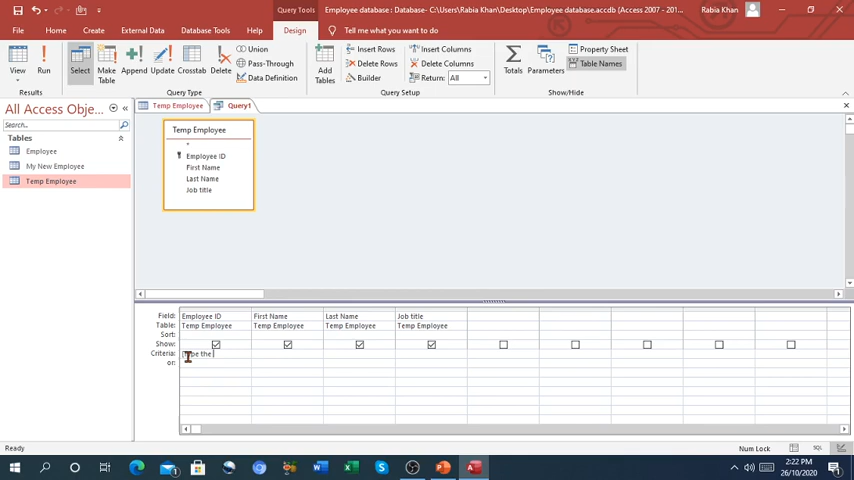 Query Tools
Employee database : Database- C:\Users\Rabia Khan\Desktop\Employee database.accdb (Access 2007 - 201...
Rabia Khan
File Home Create External Data Database Tools Help Design Tell me what you want to do
View
Run
Select
Make Table
Append
Update
Crosstab
Delete
Union
Pass-Through
Data Definition
Add Tables
Insert Rows
Delete Rows
Builder
Insert Columns
Delete Columns
Return: All
Totals
Parameters
Property Sheet
Table Names
Results
Query Type
Query Setup
Show/Hide
All Access Obje...
Search...
Tables
Employee
My New Employee
Temp Employee
Temp Employee
Query1
Temp Employee
*
Employee ID
First Name
Last Name
Job title
Field: Employee ID First Name Last Name Job title
Table: Temp Employee Temp Employee Temp Employee Temp Employee
Sort:
Show:
Criteria: the
or:
Ready
Num Lock
SQL
2:22 PM
26/10/2020